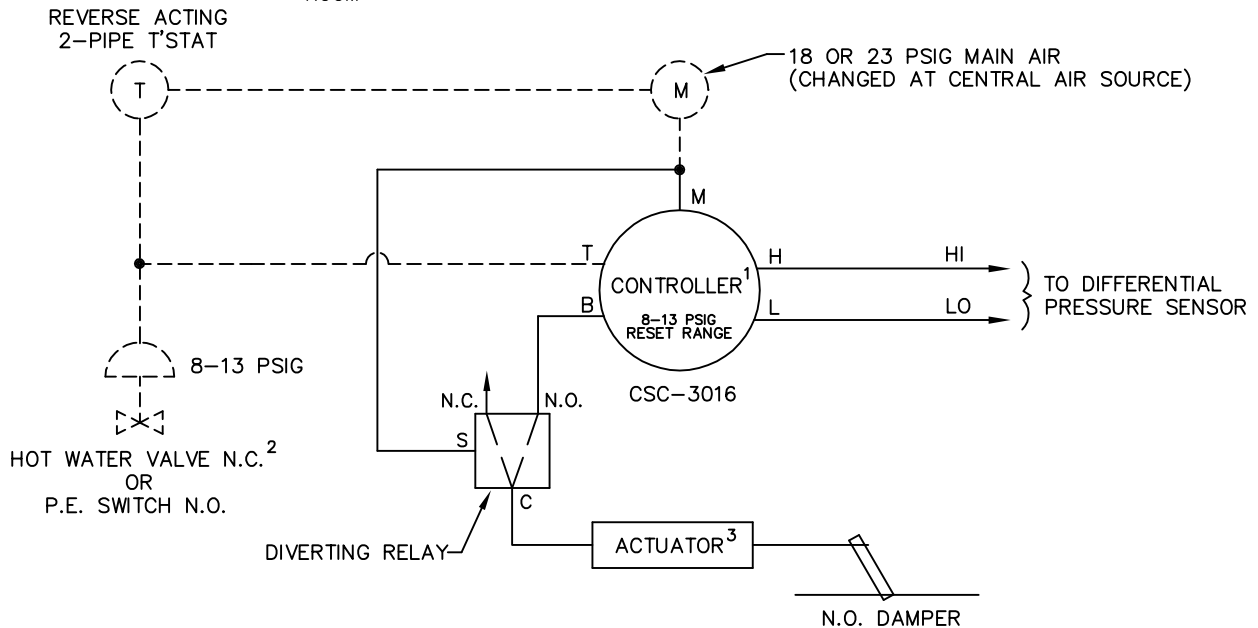 REVERSE ACTING
2-PIPE T'STAT
T
M
18 OR 23 PSIG MAIN AIR
(CHANGED AT CENTRAL AIR SOURCE)
M
T
H
HI
CONTROLLER¹
TO DIFFERENTIAL
PRESSURE SENSOR
B
8-13 PSIG
RESET RANGE
L
LO
8-13 PSIG
CSC-3016
N.C.
N.O.
S
HOT WATER VALVE N.C.²
OR
P.E. SWITCH N.O.
C
DIVERTING RELAY
ACTUATOR³
N.O. DAMPER